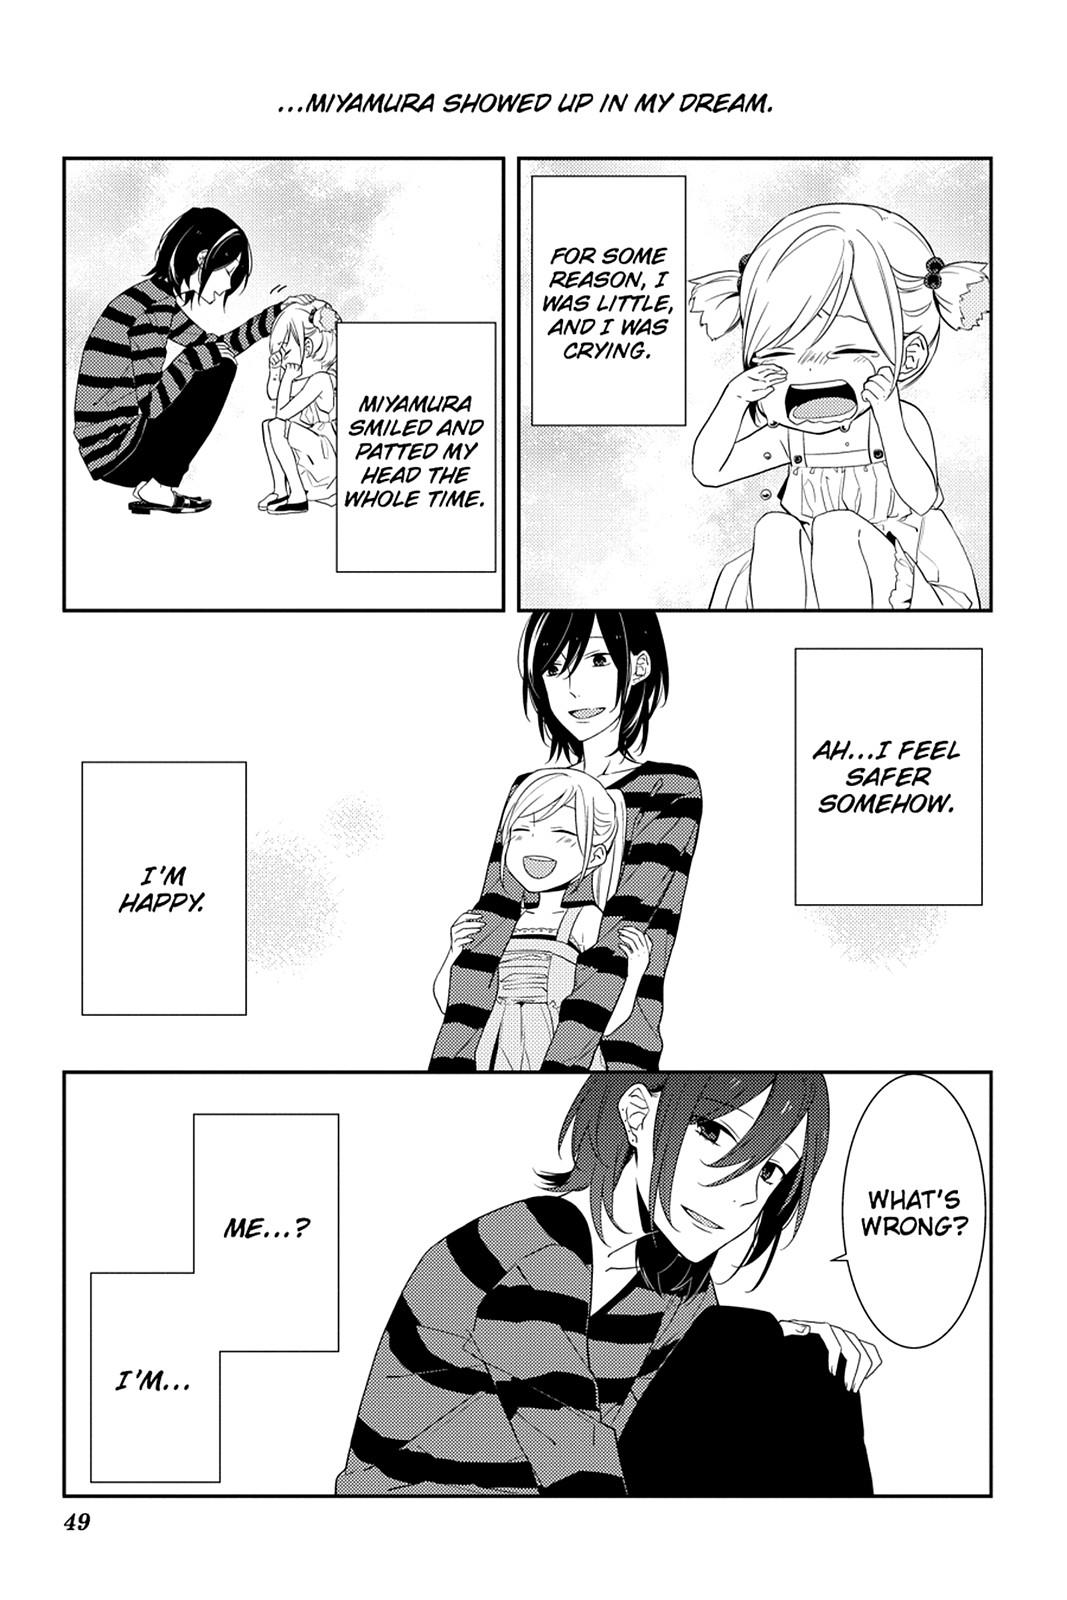 ...MIYAMURA SHOWED UP IN MY DREAM.
FOR SOME
REASON, I
WAS LITTLE,
AND I WAS
CRYING.
MIYAMURA
SMILED AND
PATTED MY
HEAD THE
WHOLE TIME.
AH...I FEEL
SAFER
SOMEHOW.
I'M
HAPPY.
WHAT'S
WRONG?
ME...?
I'M...
49